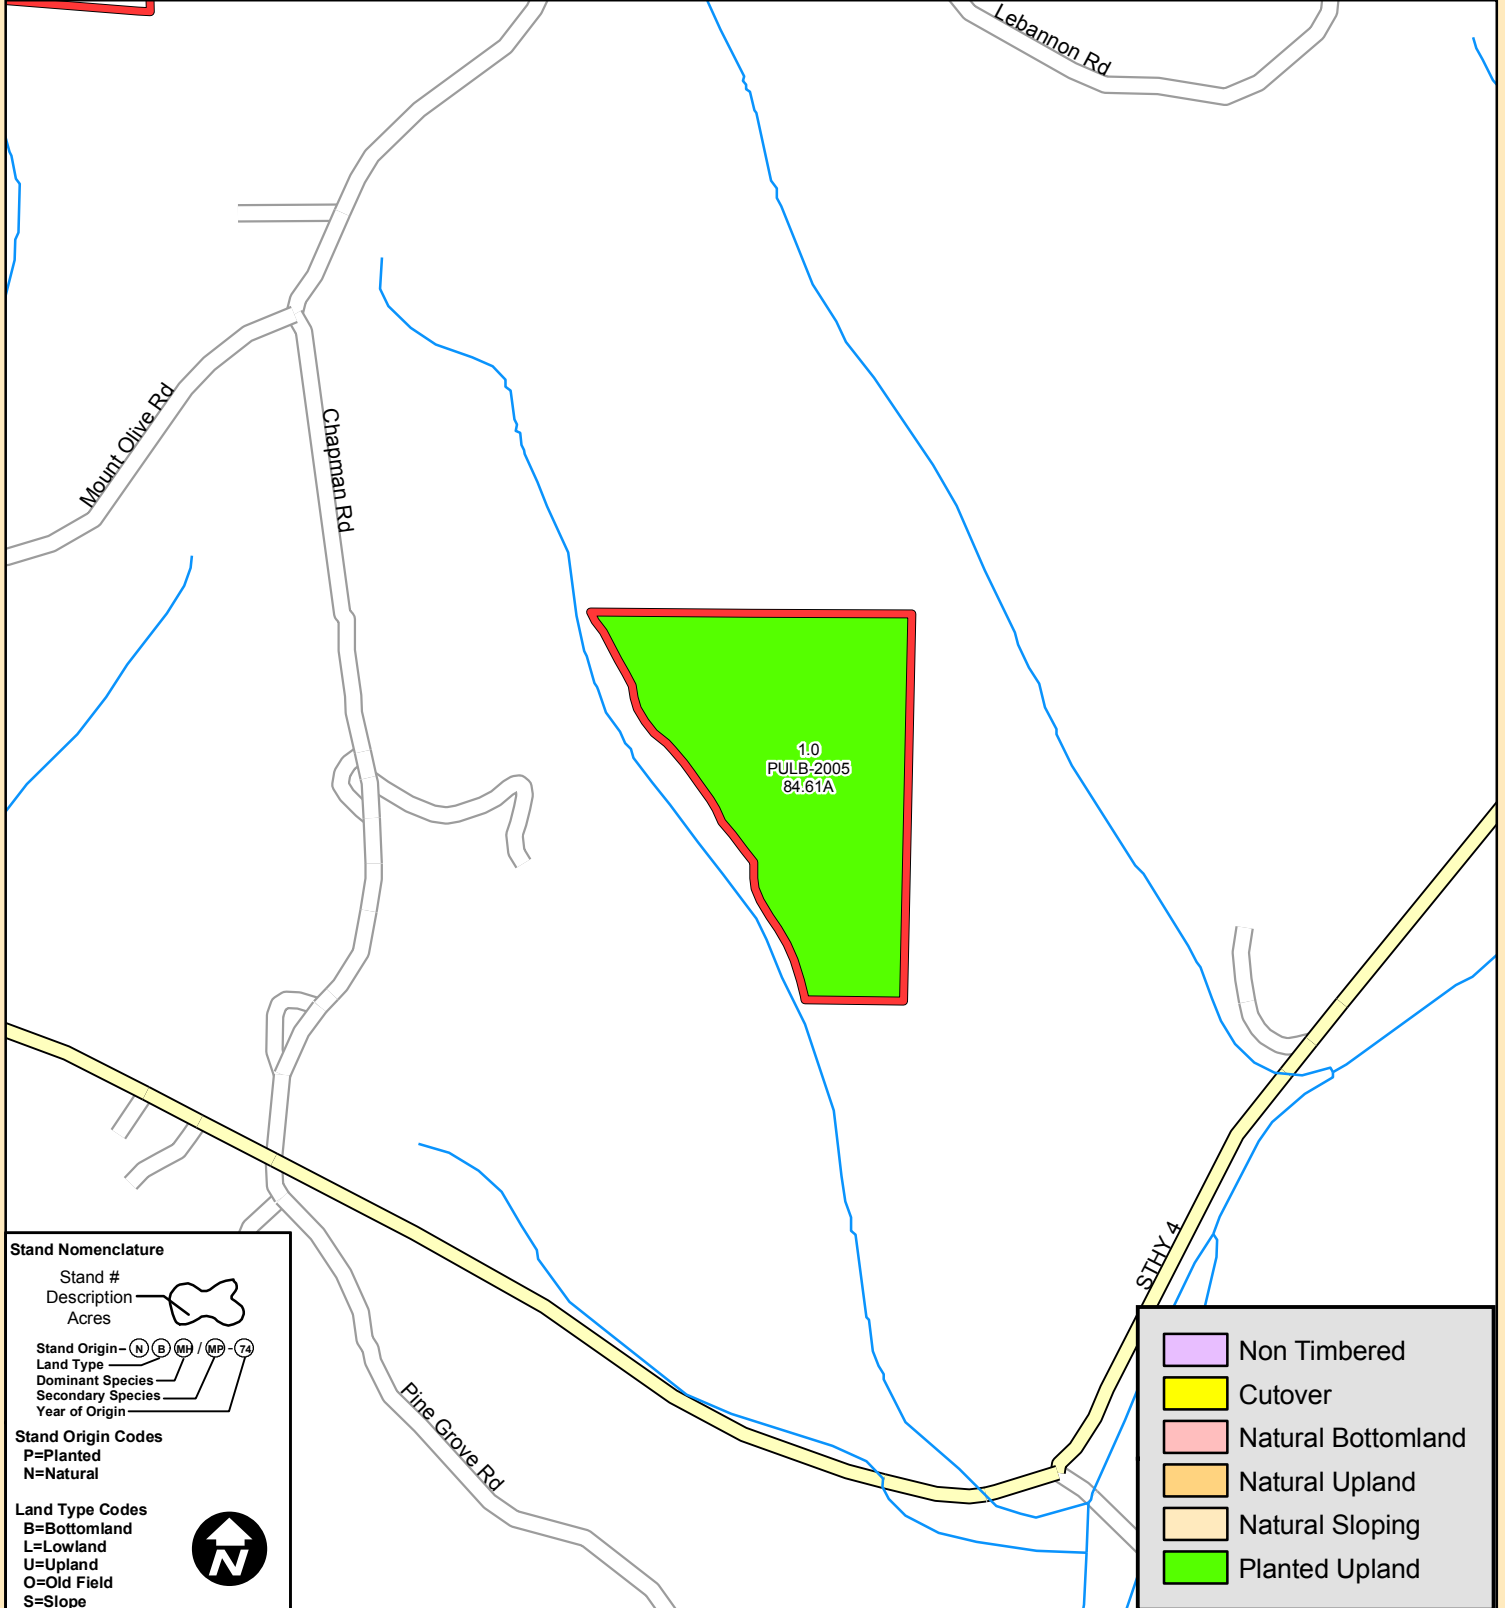 Lebannon Rd
Mount Olive Rd
Chapman Rd
1.0
PULB-2005
84.61A
STHY 4
Pine Grove Rd
Stand Nomenclature
Stand #
Description
Acres
Stand Origin - N B MH / MP - 74
Land Type
Dominant Species
Secondary Species
Year of Origin
Stand Origin Codes
P=Planted
N=Natural
Land Type Codes
B=Bottomland
L=Lowland
U=Upland
O=Old Field
S=Slope
N
Non Timbered
Cutover
Natural Bottomland
Natural Upland
Natural Sloping
Planted Upland